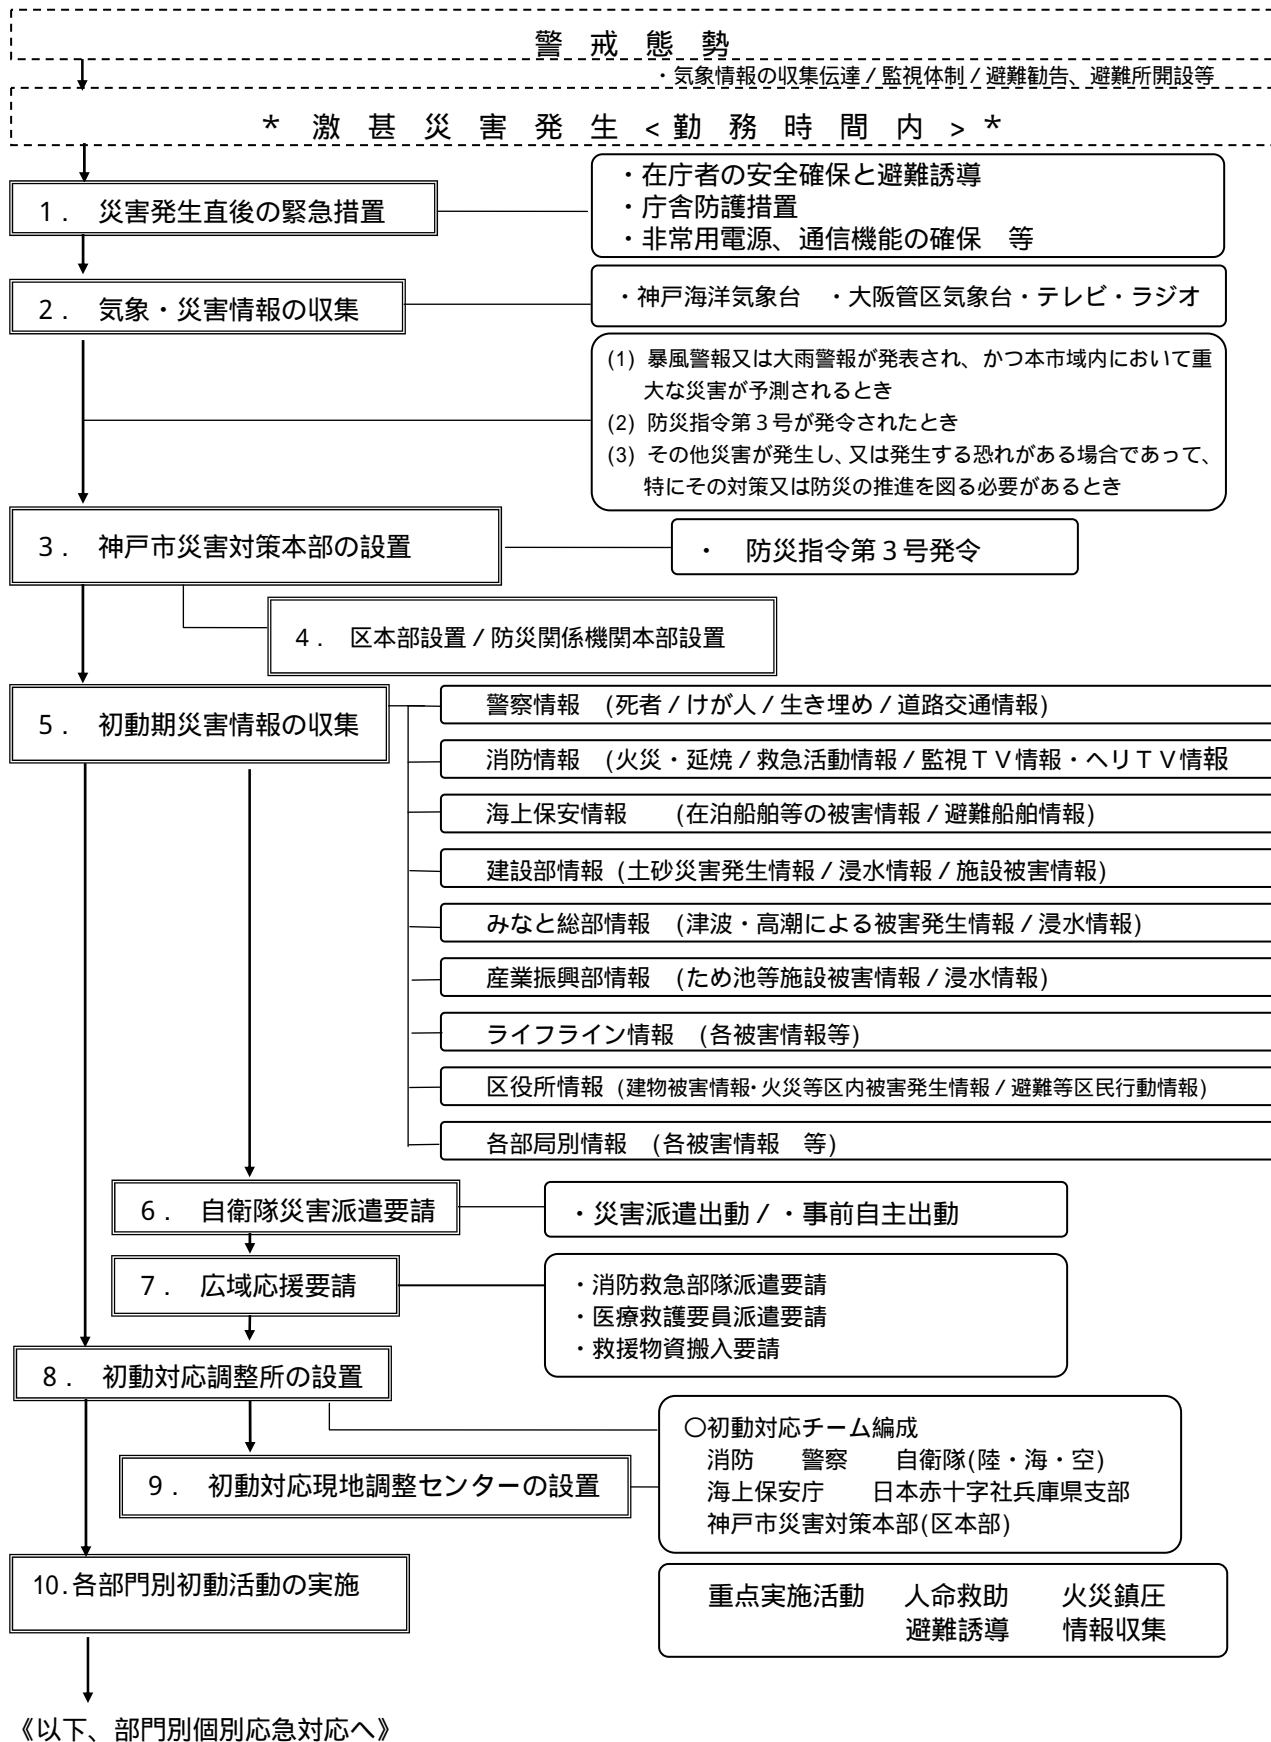 警 戒 態 勢
・気象情報の収集伝達/監視体制/避難勧告、避難所開設等
* 激 甚 災 害 発 生 <勤 務 時 間 内 > *
1. 災害発生直後の緊急措置
・在庁者の安全確保と避難誘導
・庁舎防護措置
・非常用電源、通信機能の確保 等
2. 気象・災害情報の収集
・神戸海洋気象台 ・大阪管区気象台・テレビ・ラジオ
(1) 暴風警報又は大雨警報が発表され、かつ本市域内において重
大な災害が予測されるとき
(2) 防災指令第3号が発令されたとき
(3) その他災害が発生し、又は発生する恐れがある場合であって、
特にその対策又は防災の推進を図る必要があるとき
3. 神戸市災害対策本部の設置
・ 防災指令第3号発令
4. 区本部設置/防災関係機関本部設置
5. 初動期災害情報の収集
警察情報 (死者/けが人/生き埋め/道路交通情報)
消防情報 (火災・延焼/救急活動情報/監視TV情報・ヘリTV情報
海上保安情報 (在泊船舶等の被害情報/避難船舶情報)
建設部情報 (土砂災害発生情報/浸水情報/施設被害情報)
みなと総部情報 (津波・高潮による被害発生情報/浸水情報)
産業振興部情報 (ため池等施設被害情報/浸水情報)
ライフライン情報 (各被害情報等)
区役所情報 (建物被害情報・火災等区内被害発生情報/避難等区民行動情報)
各部局別情報 (各被害情報 等)
6. 自衛隊災害派遣要請
・災害派遣出動/・事前自主出動
7. 広域応援要請
・消防救急部隊派遣要請
・医療救護要員派遣要請
・救援物資搬入要請
8. 初動対応調整所の設置
○初動対応チーム編成
消防 警察 自衛隊(陸・海・空)
海上保安庁 日本赤十字社兵庫県支部
神戸市災害対策本部(区本部)
9. 初動対応現地調整センターの設置
10.各部門別初動活動の実施
重点実施活動 人命救助 火災鎮圧
避難誘導 情報収集
《以下、部門別個別応急対応へ》